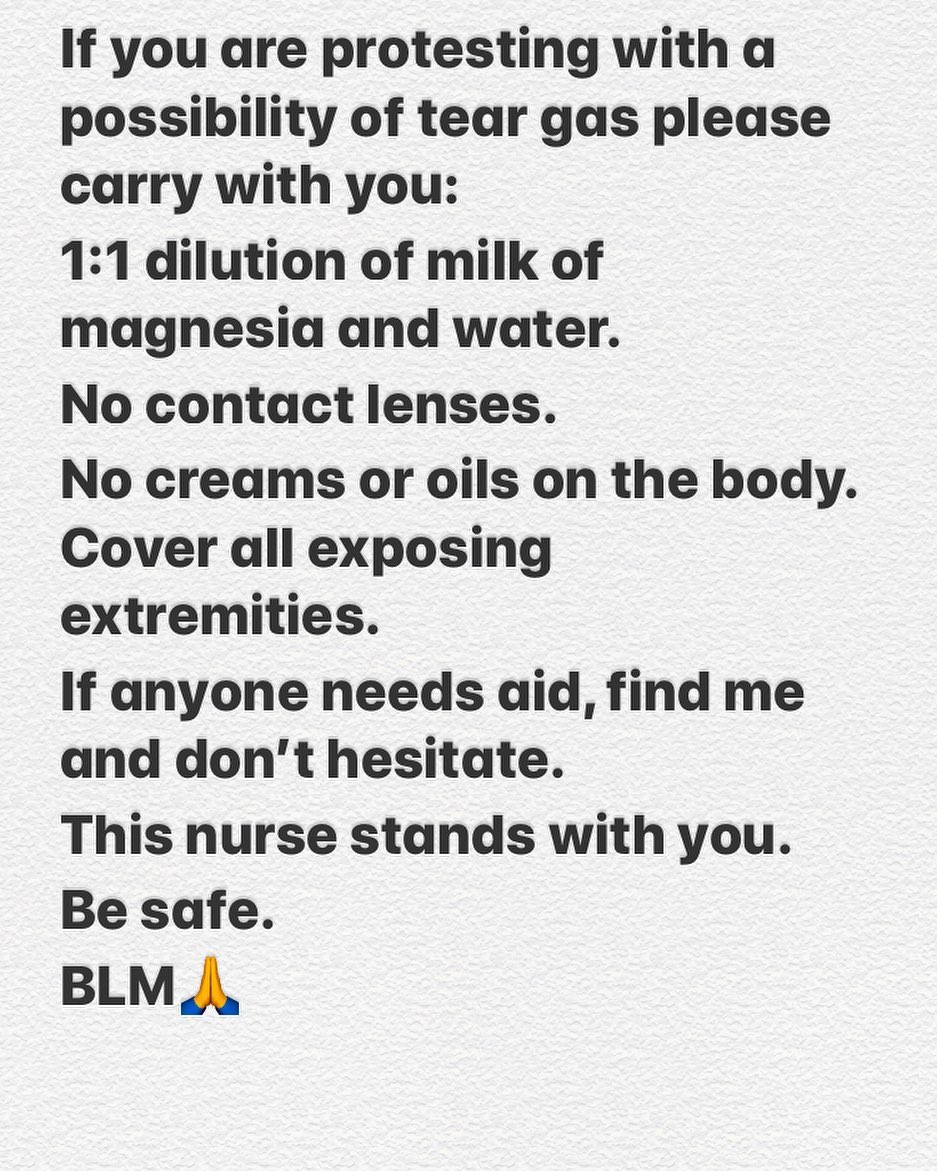 If you are protesting with a
possibility of tear gas please
carry with you:
1:1 dilution of milk of
magnesia and water.
No contact lenses.
No creams or oils on the body.
Cover all exposing
extremities.
If anyone needs aid, find me
and don’t hesitate.
This nurse stands with you.
Be safe.
BLM🙏